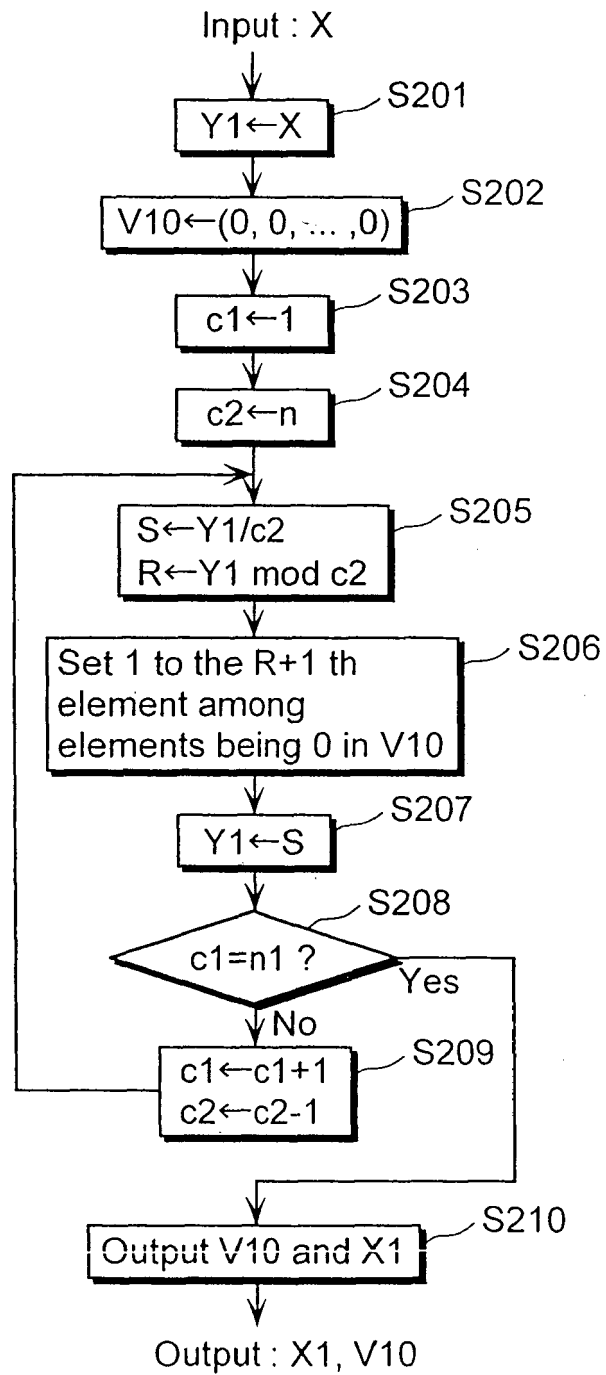 Input : X
S201
Y1←X
S202
V10←(0, 0, ... ,0)
S203
c1←1
S204
c2←n
S205
S←Y1/c2
R←Y1 mod c2
S206
Set 1 to the R+1 th
element among
elements being 0 in V10
S207
Y1←S
S208
c1=n1 ?
Yes
No
S209
c1←c1+1
c2←c2-1
S210
Output V10 and X1
Output : X1, V10